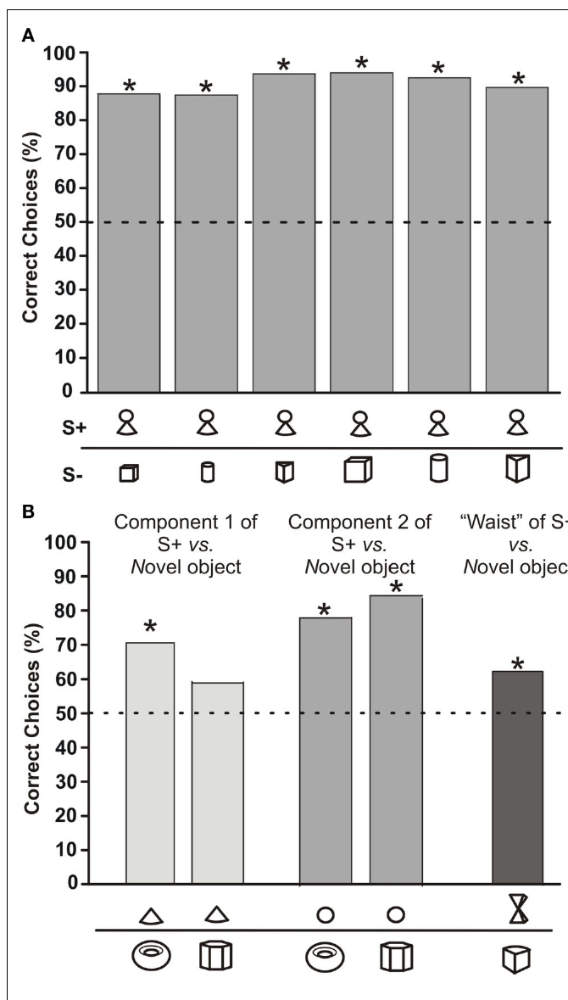 A
100
90
80
70
60
50
40
30
20
10
0
Correct Choices (%)
* * * * * *
S+
S-
B
Component 1 of
S+ vs.
Novel object
Component 2 of
S+ vs.
Novel object
“Waist” of S+
vs.
Novel objec
100
90
80
70
60
50
40
30
20
10
0
Correct Choices (%)
* * * *